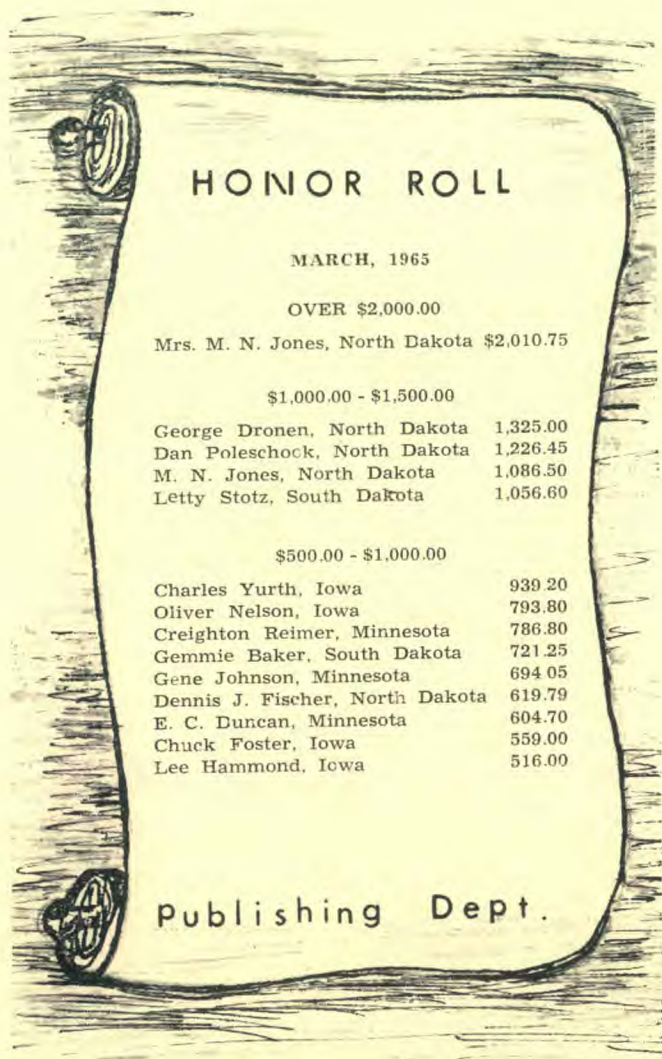 HONOR ROLL
MARCH, 1965
OVER $2,000.00
Mrs. M. N. Jones, North Dakota $2,010.75
$1,000.00 - $1,500.00
George Dronen, North Dakota 1,325.00
Dan Poleschock, North Dakota 1,226.45
M. N. Jones, North Dakota 1,086.50
Letty Stotz, South Dakota 1,056.60
$500.00 - $1,000.00
Charles Yurth, Iowa 939.20
Oliver Nelson, Iowa 793.80
Creighton Reimer, Minnesota 786.80
Gemmie Baker, South Dakota 721.25
Gene Johnson, Minnesota 694 05
Dennis J. Fischer, North Dakota 619.79
E. C. Duncan, Minnesota 604.70
Chuck Foster, Iowa 559.00
Lee Hammond, Iowa 516.00
Publishing Dept.